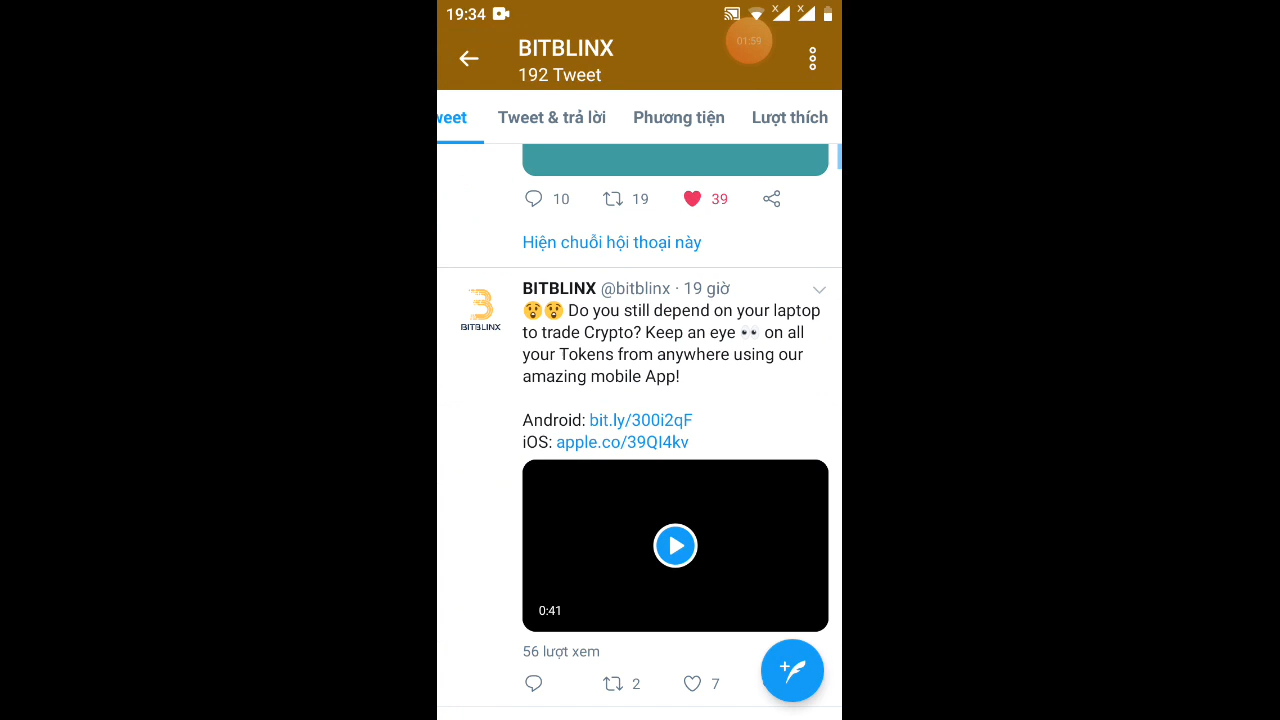 19:34
01:59
BITBLINX
192 Tweet
weet Tweet & trả lời Phương tiện Lượt thích
10 19 39
Hiện chuỗi hội thoại này
BITBLINX @bitblinx · 19 giờ
😲😲 Do you still depend on your laptop
to trade Crypto? Keep an eye 👀 on all
your Tokens from anywhere using our
amazing mobile App!
Android: bit.ly/300i2qF
iOS: apple.co/39QI4kv
BITBLINX
0:41
56 lượt xem
2 7